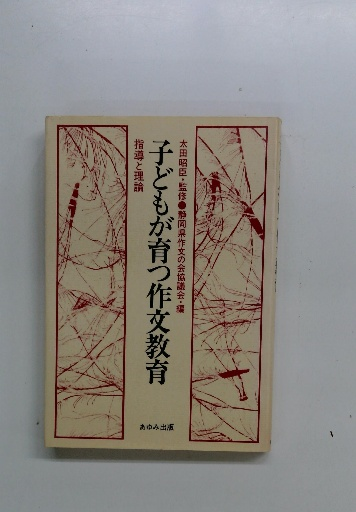 太田昭臣・監修●静岡県作文の会協議会・編
子どもが育つ作文教育
指導と理論
あゆみ出版